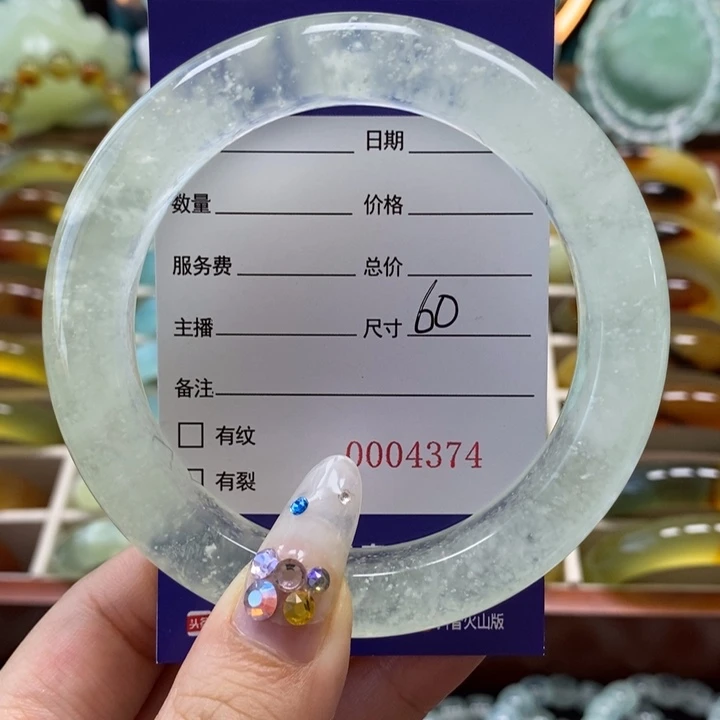 日期
数量 价格
服务费 总价
主播 尺寸 60
备注
有纹
0004374
有裂
火山版